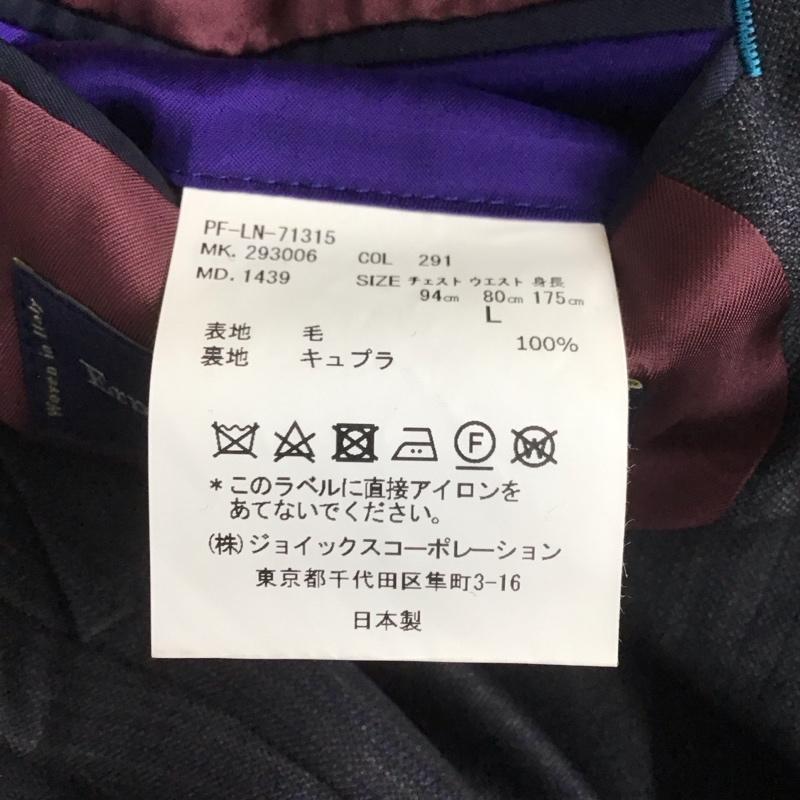 PF-LN-71315
MK. 293006 COL 291
MD. 1439 SIZE チェスト ウエスト 身長
94cm 80cm 175cm
L
表地 毛 100%
裏地 キュプラ
F
W
*このラベルに直接アイロンを
あてないでください。
(株)ジョイックスコーポレーション
東京都千代田区隼町3-16
日本製
Woven in Italy